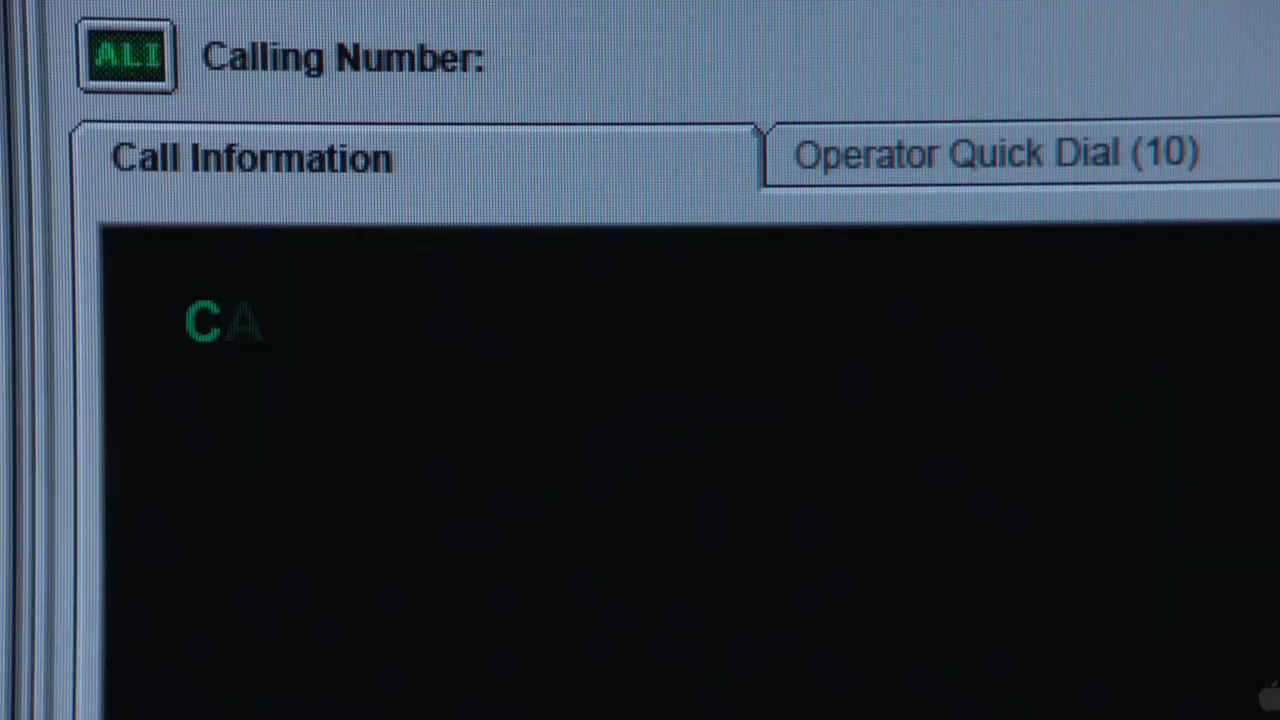 ALI Calling Number:
Call Information
Operator Quick Dial (10)
CA